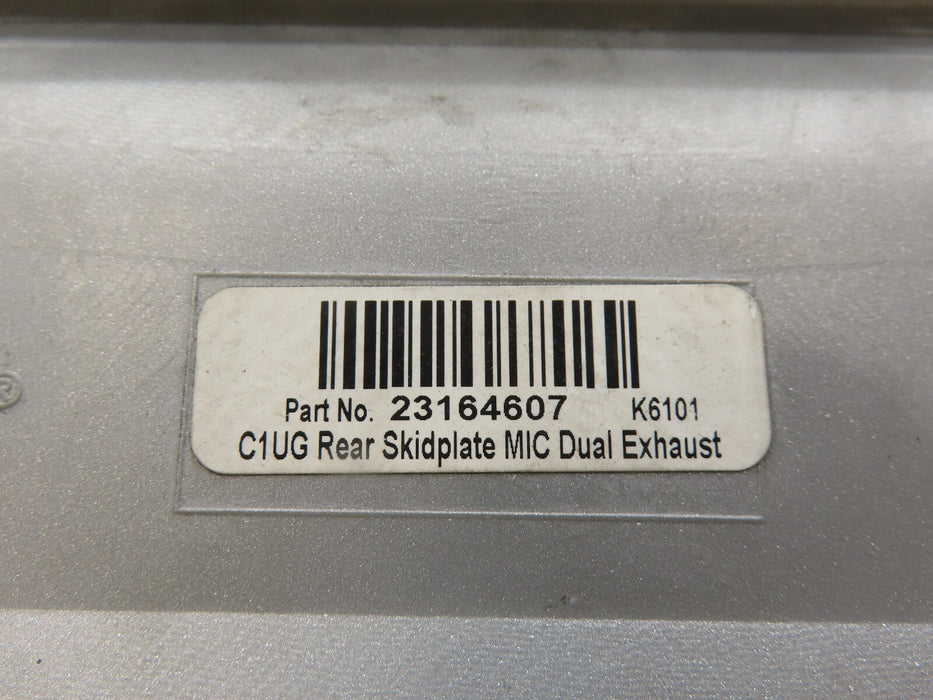 Part No. 23164607 K6101
C1UG Rear Skidplate MIC Dual Exhaust
®